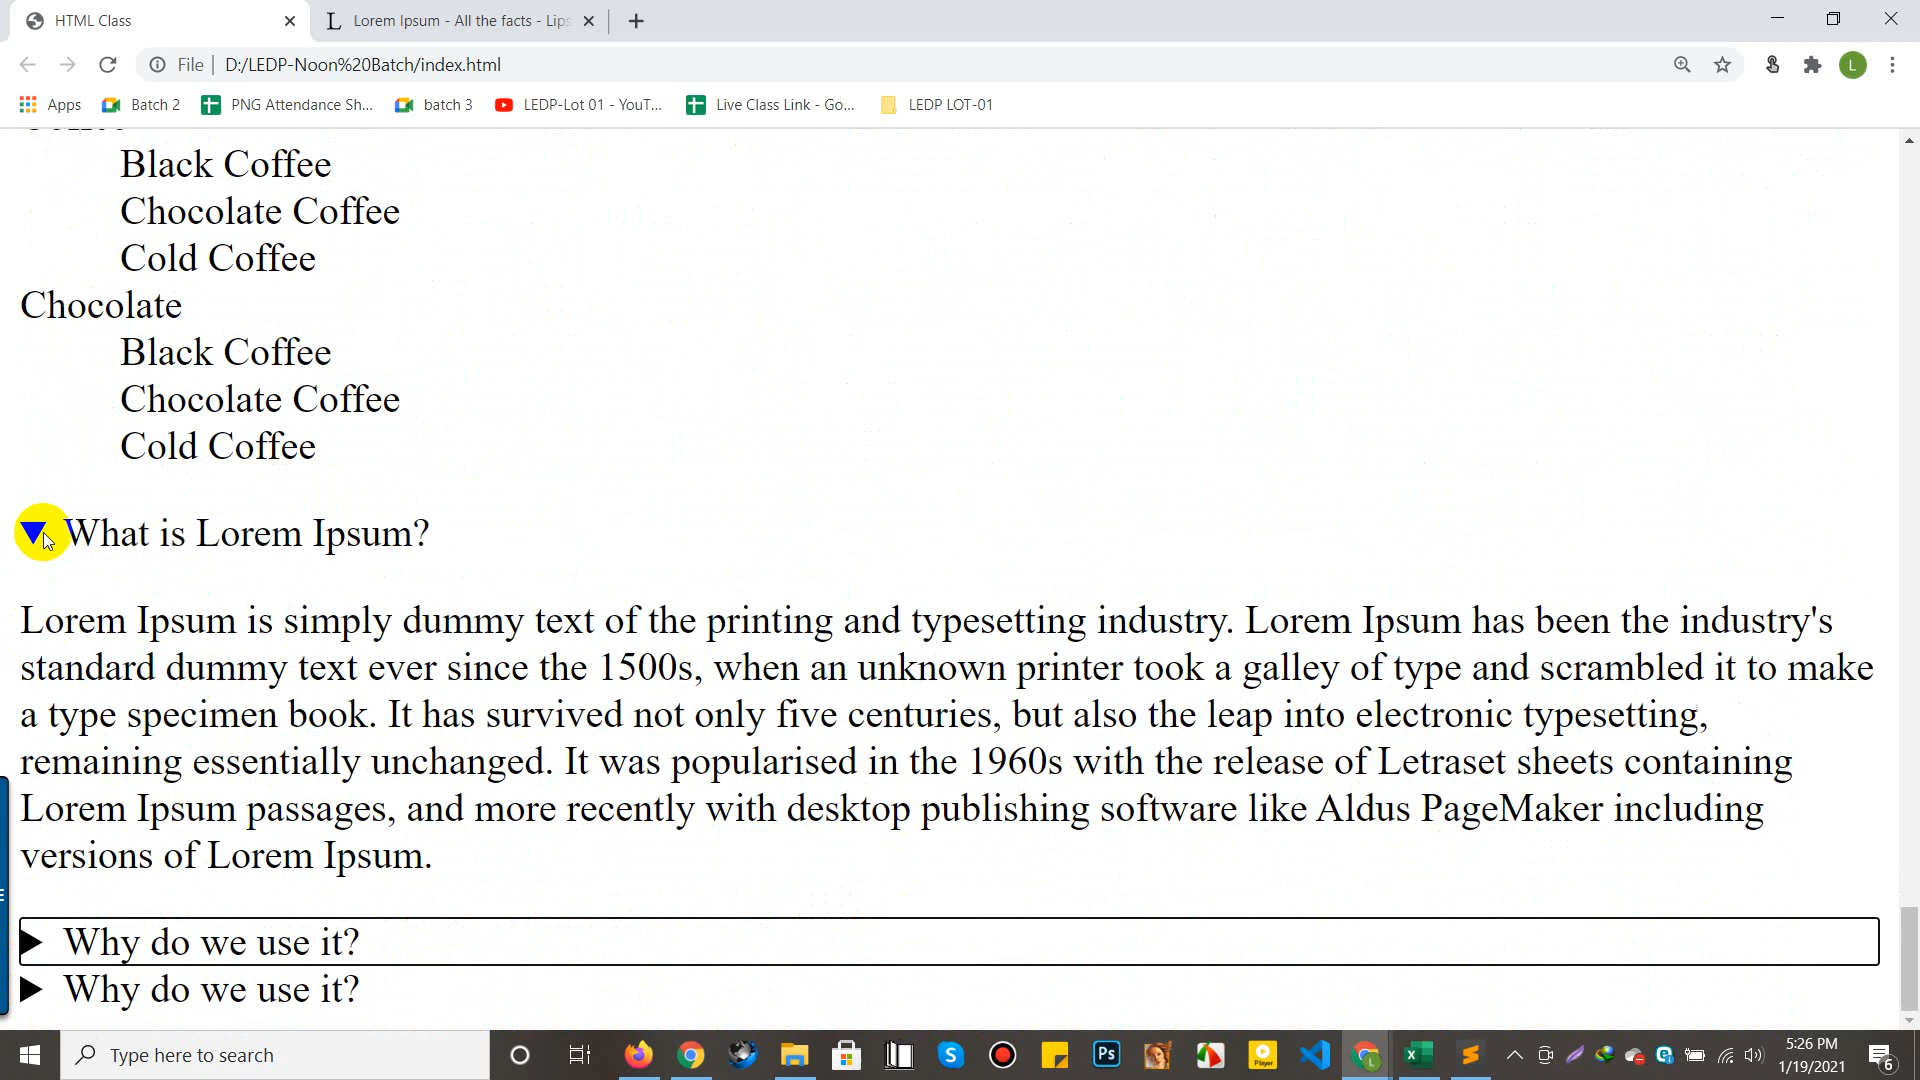 HTML Class
Lorem Ipsum - All the facts - Lips
File
D:/LEDP-Noon%20Batch/index.html
L
Apps
Batch 2
PNG Attendance Sh...
batch 3
LEDP-Lot 01 - YouT...
Live Class Link - Go...
LEDP LOT-01
Black Coffee
Chocolate Coffee
Cold Coffee
Chocolate
Black Coffee
Chocolate Coffee
Cold Coffee
What is Lorem Ipsum?
Lorem Ipsum is simply dummy text of the printing and typesetting industry. Lorem Ipsum has been the industry's
standard dummy text ever since the 1500s, when an unknown printer took a galley of type and scrambled it to make
a type specimen book. It has survived not only five centuries, but also the leap into electronic typesetting,
remaining essentially unchanged. It was popularised in the 1960s with the release of Letraset sheets containing
Lorem Ipsum passages, and more recently with desktop publishing software like Aldus PageMaker including
versions of Lorem Ipsum.
Why do we use it?
Why do we use it?
Type here to search
5:26 PM
1/19/2021
6